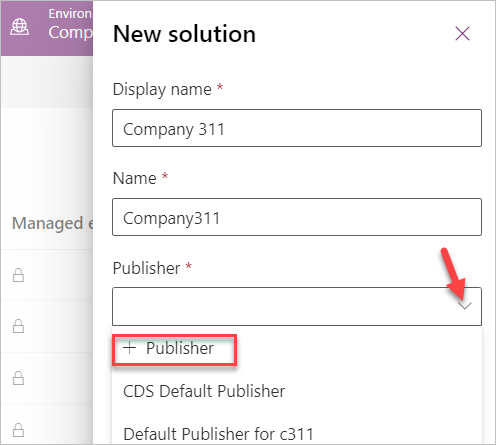 Environ
Comp
New solution
Display name *
Company 311
Name *
Company311
Managed e
Publisher *
+ Publisher
CDS Default Publisher
Default Publisher for c311